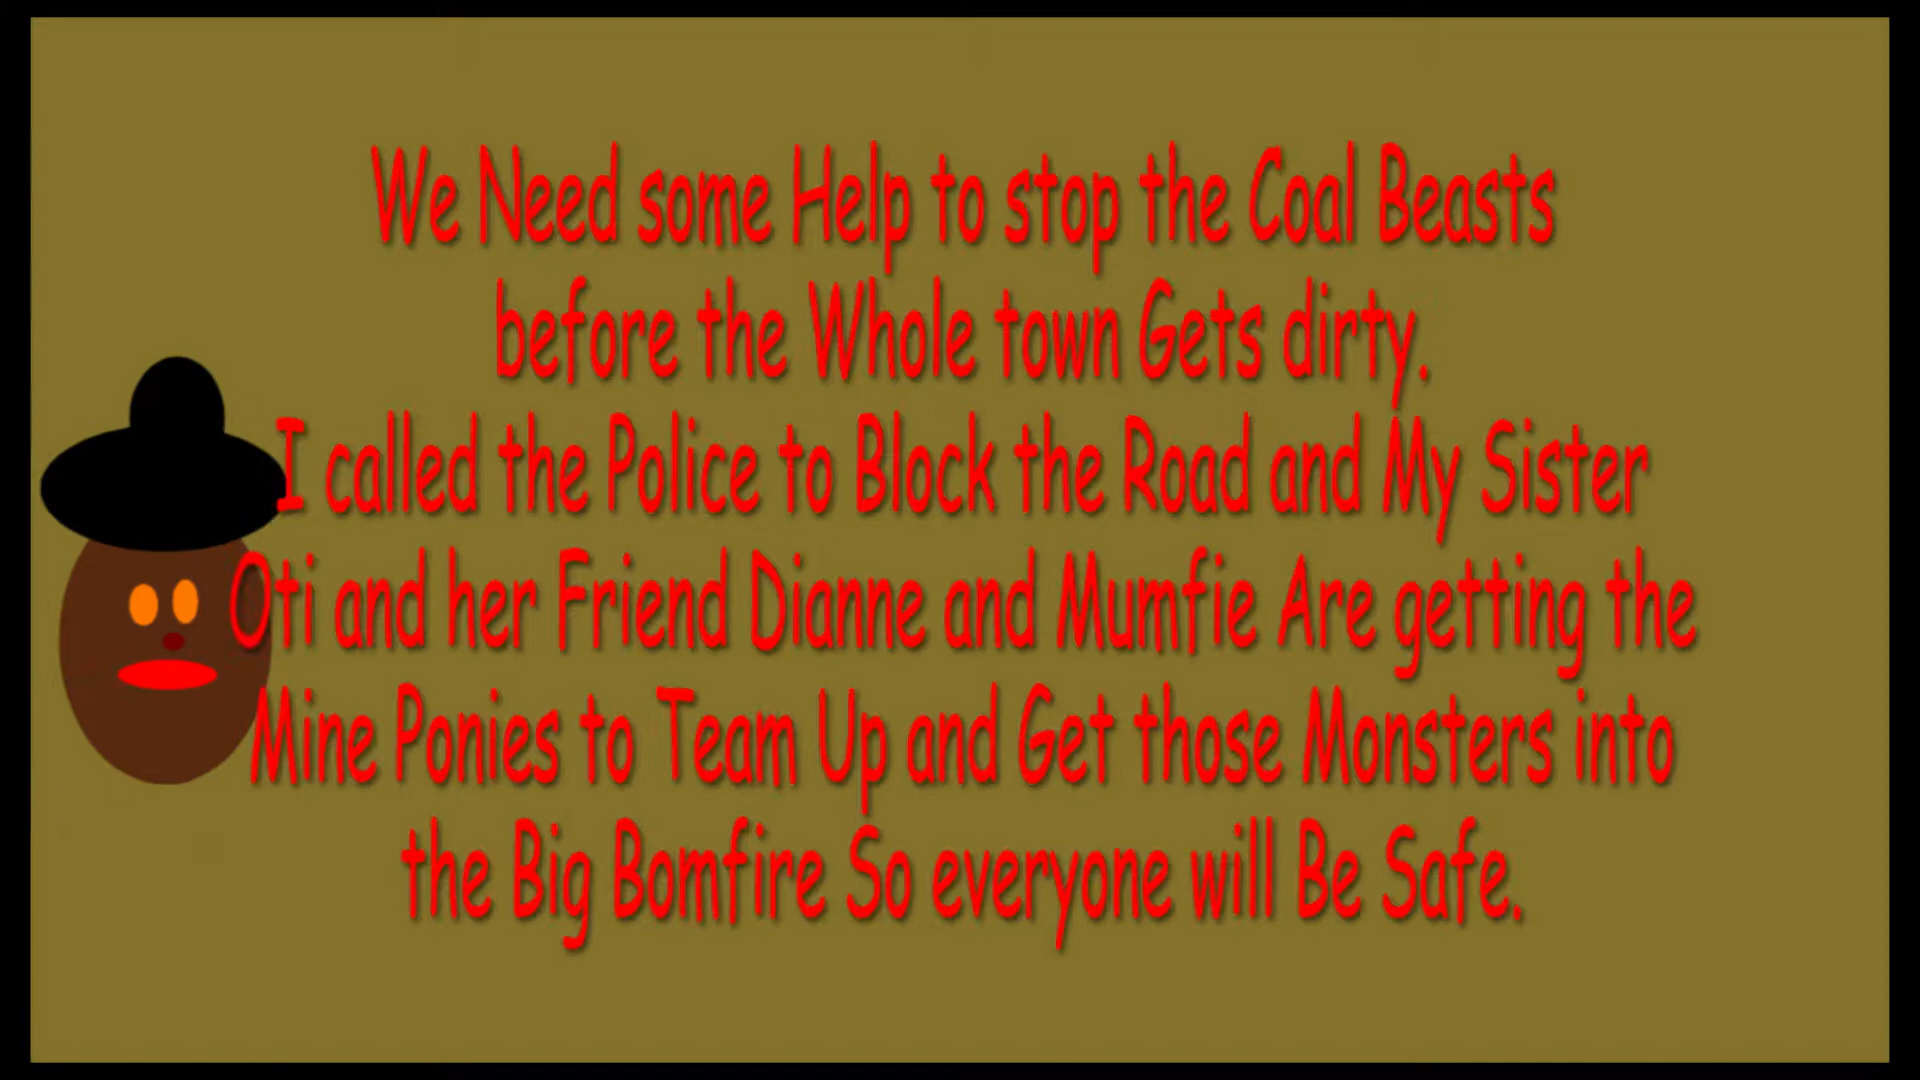 We Need some Help to stop the Coal Beasts
before the Whole town Gets dirty.
I called the Police to Block the Road and My Sister
Oti and her Friend Dianne and Mumfie Are getting the
Mine Ponies to Team Up and Get those Monsters into
the Big Bomfire So everyone will Be Safe.